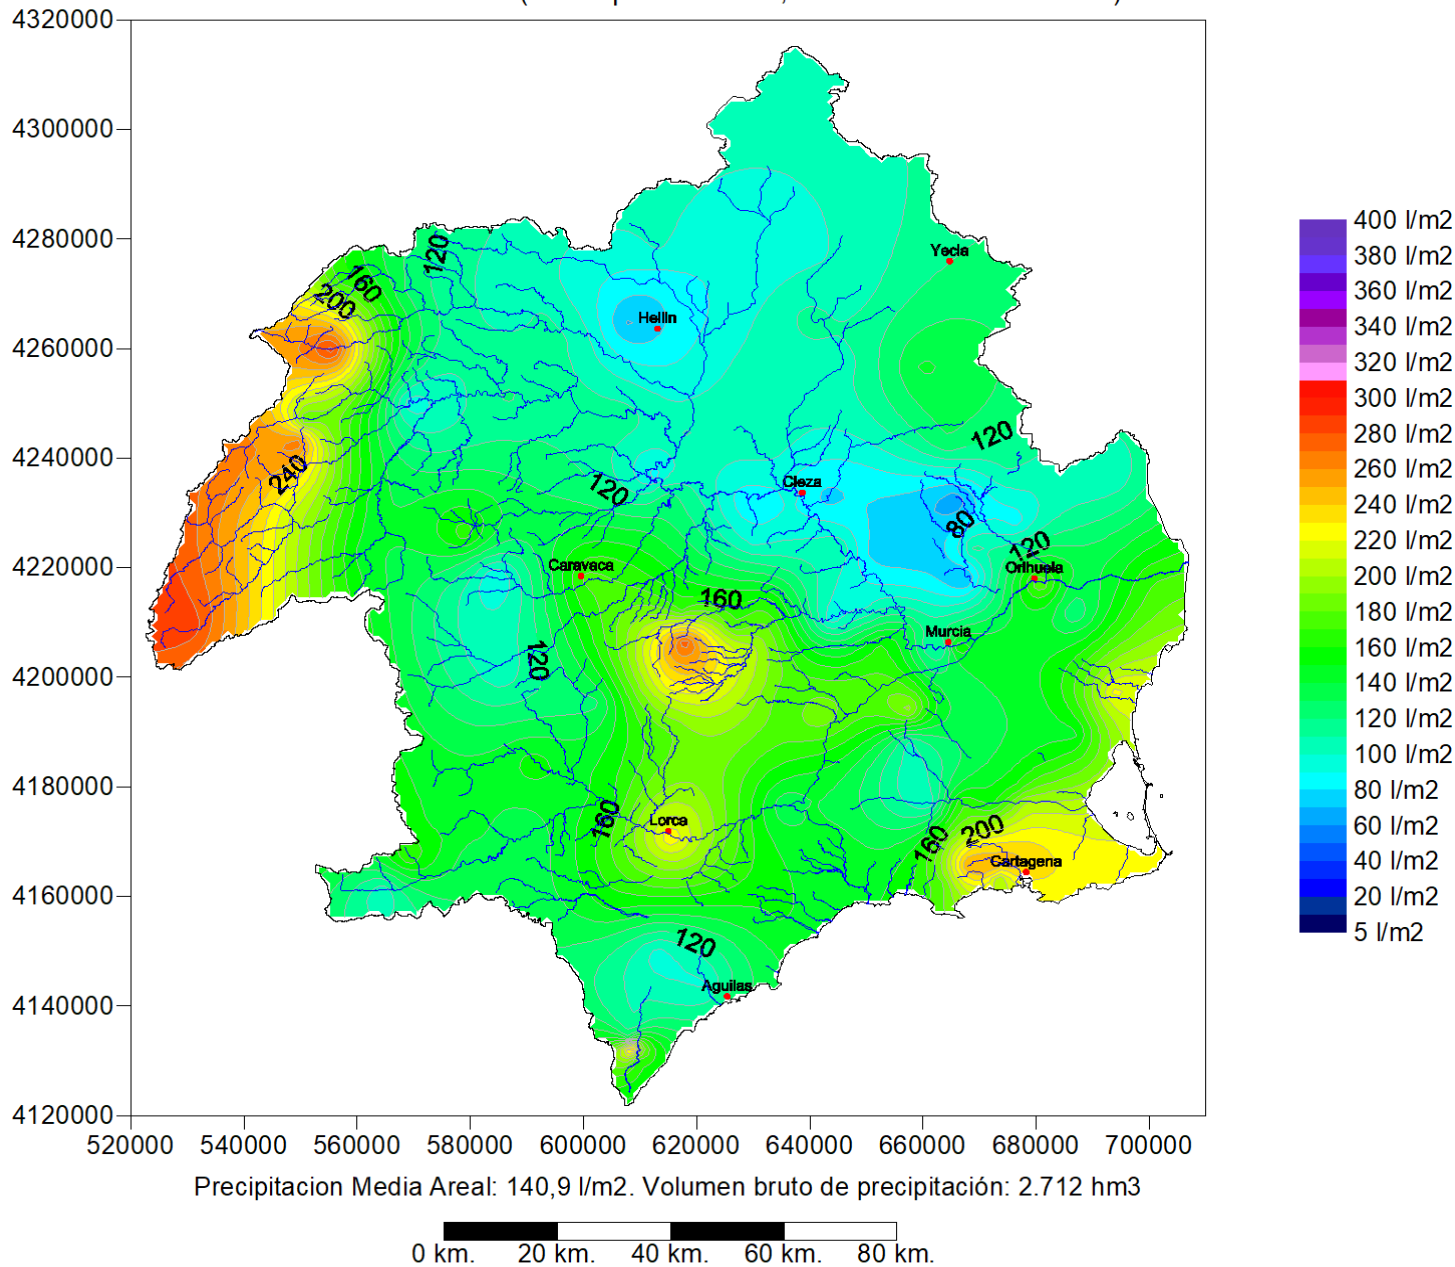 4320000
4300000
4280000
4260000
4240000
4220000
4200000
4180000
4160000
4140000
4120000
520000 540000 560000 580000 600000 620000 640000 660000 680000 700000
120
160
200
240
Yecla
Hellin
120
120
Cieza
80
120
Orihuela
Caravaca
160
Murcia
120
160
Lorca
160
200
Cartagena
120
Aguilas
400 l/m2
380 l/m2
360 l/m2
340 l/m2
320 l/m2
300 l/m2
280 l/m2
260 l/m2
240 l/m2
220 l/m2
200 l/m2
180 l/m2
160 l/m2
140 l/m2
120 l/m2
100 l/m2
80 l/m2
60 l/m2
40 l/m2
20 l/m2
5 l/m2
Precipitacion Media Areal: 140,9 l/m2. Volumen bruto de precipitación: 2.712 hm3
0 km. 20 km. 40 km. 60 km. 80 km.